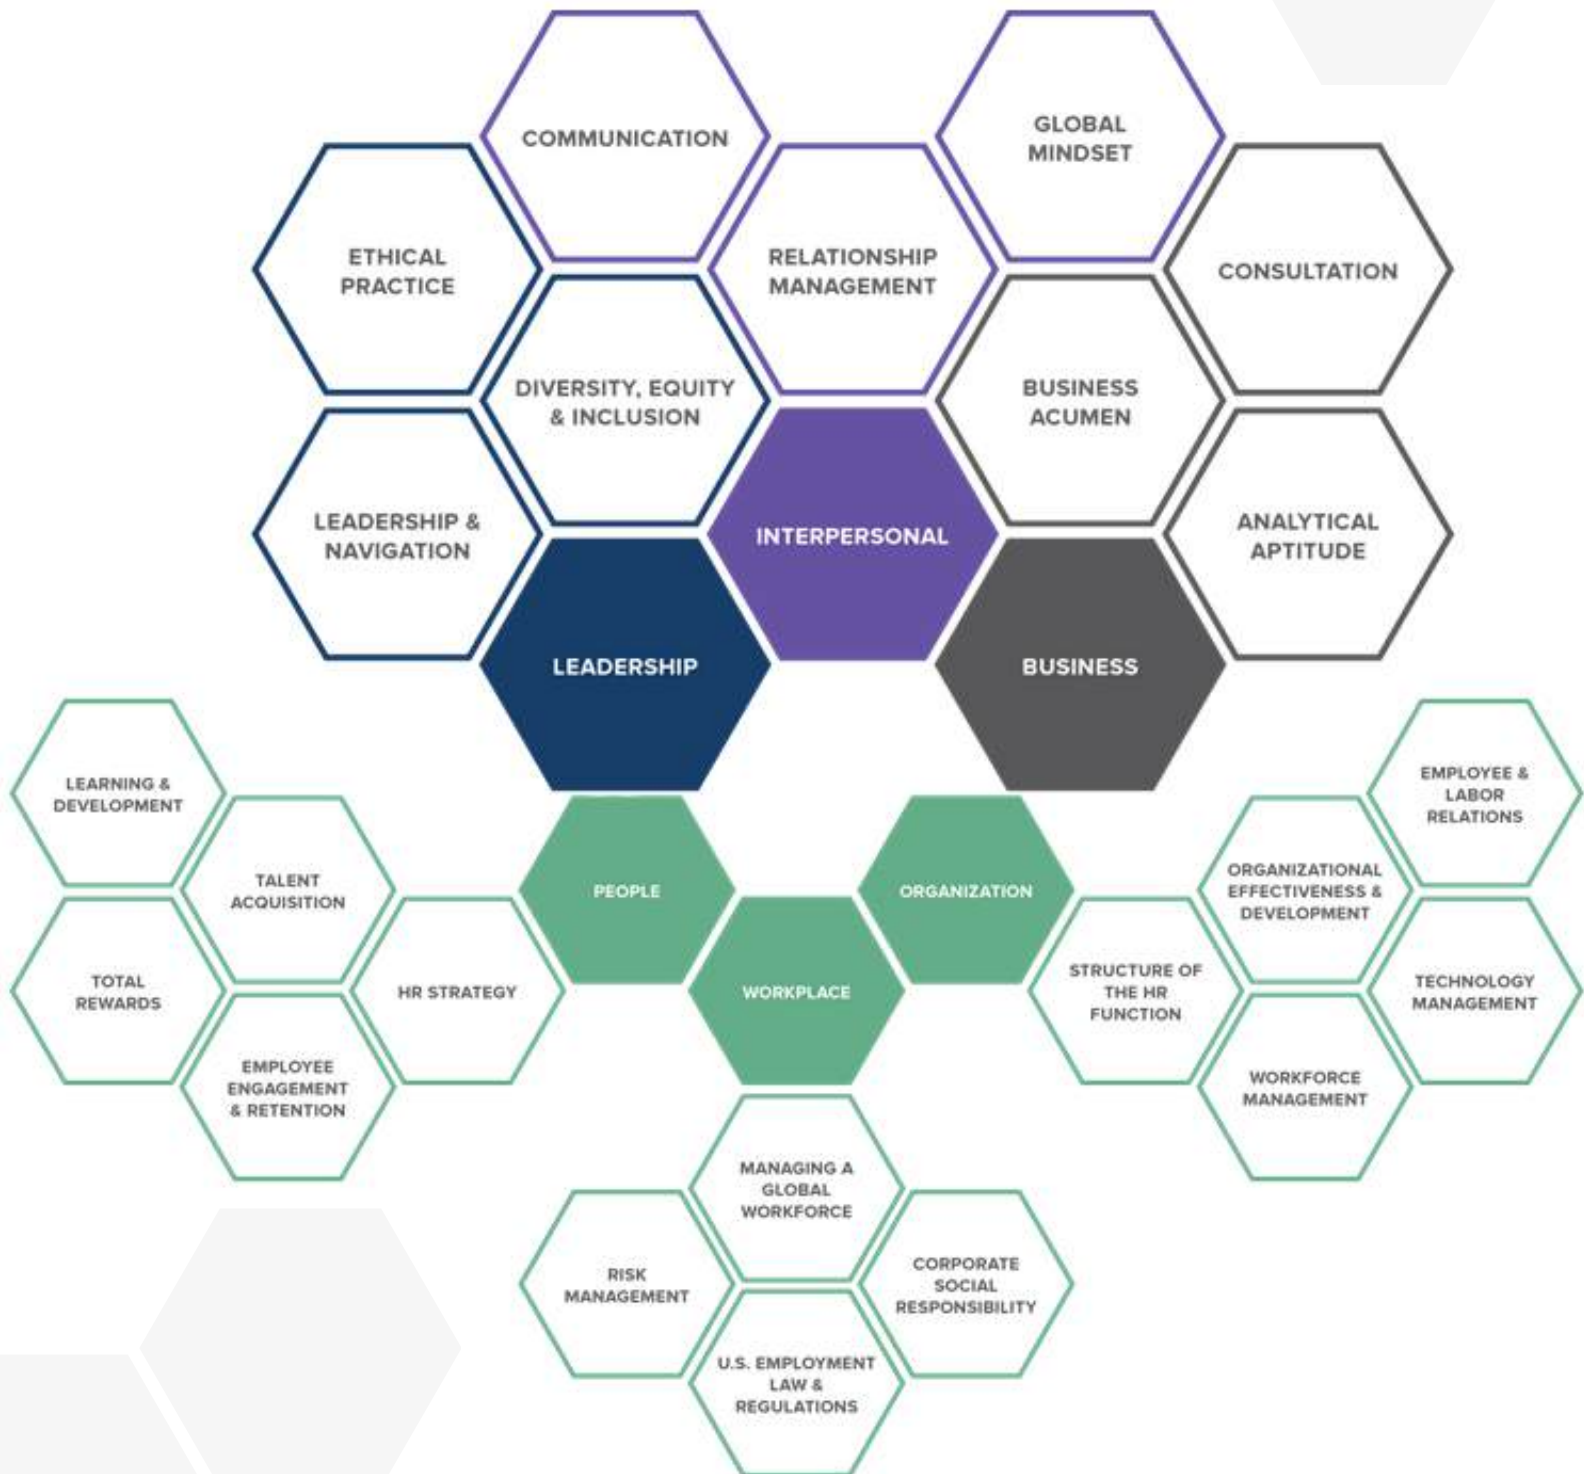 COMMUNICATION
GLOBAL
MINDSET
ETHICAL
PRACTICE
RELATIONSHIP
MANAGEMENT
CONSULTATION
DIVERSITY, EQUITY
& INCLUSION
BUSINESS
ACUMEN
LEADERSHIP &
NAVIGATION
INTERPERSONAL
ANALYTICAL
APTITUDE
LEADERSHIP
BUSINESS
LEARNING &
DEVELOPMENT
TALENT
ACQUISITION
TOTAL
REWARDS
HR STRATEGY
EMPLOYEE
ENGAGEMENT
& RETENTION
PEOPLE
WORKPLACE
ORGANIZATION
EMPLOYEE &
LABOR
RELATIONS
ORGANIZATIONAL
EFFECTIVENESS &
DEVELOPMENT
STRUCTURE OF
THE HR
FUNCTION
TECHNOLOGY
MANAGEMENT
WORKFORCE
MANAGEMENT
MANAGING A
GLOBAL
WORKFORCE
RISK
MANAGEMENT
CORPORATE
SOCIAL
RESPONSIBILITY
U.S. EMPLOYMENT
LAW &
REGULATIONS